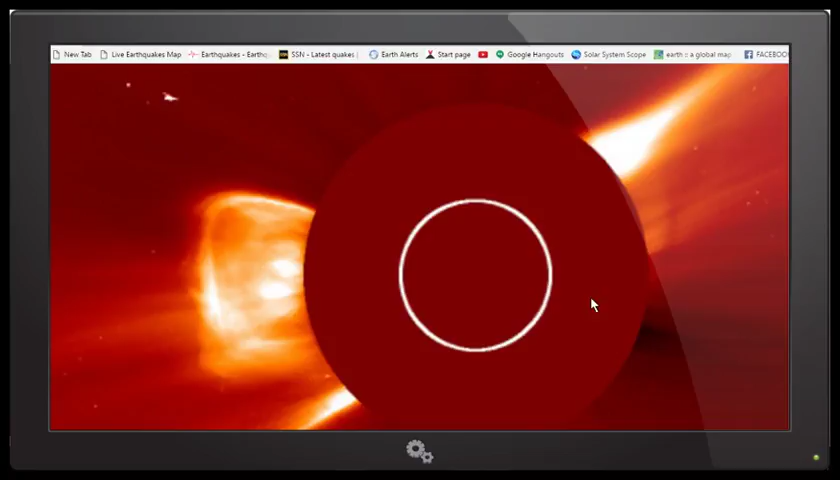 New Tab Live Earthquakes Map Earthquakes - Earthq SSN - Latest quakes | Earth Alerts Start page Google Hangouts Solar System Scope earth :: a global map FACEBOO